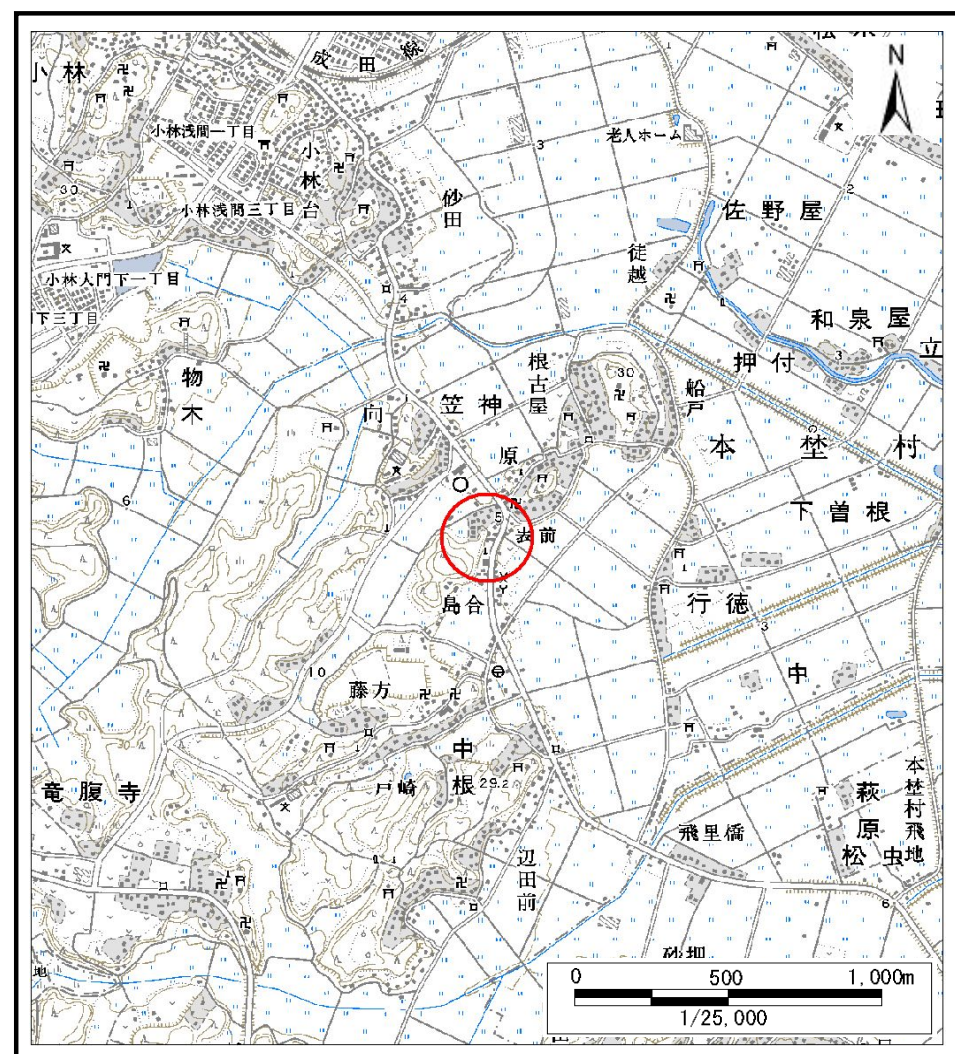 成田線
小林
N
小林浅間一丁目
老人ホーム
3
小林台
30
2
砂田
小林浅間三丁目
佐野屋
徒越
小林大門下一丁目
4
和泉屋
下三丁目
立
押付
3
物木
根古屋
30
船戸
向
笠神
本埜村
原
6
下曽根
5
表前
行徳
島合
3
10
藤方
中
中根
戸崎
29.2
竜腹寺
本埜村飛地
萩原
飛里橋
松虫
辺田前
6
砂押
地
0 500 1,000m
1/25,000